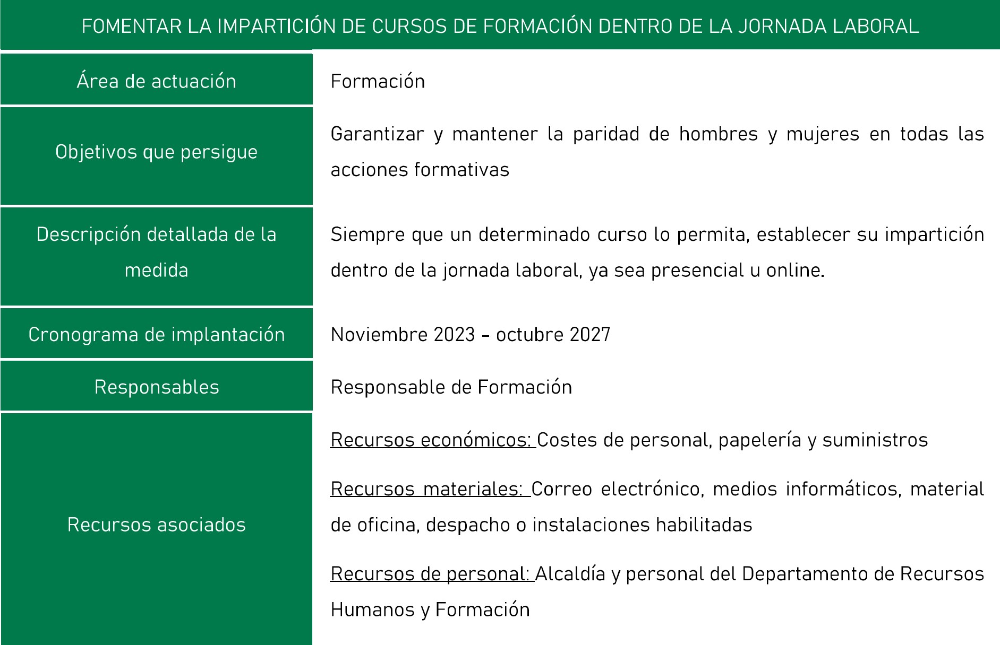 FOMENTAR LA IMPARTICIÓN DE CURSOS DE FORMACIÓN DENTRO DE LA JORNADA LABORAL
Área de actuación
Formación
Objetivos que persigue
Garantizar y mantener la paridad de hombres y mujeres en todas las
acciones formativas
Descripción detallada de la
medida
Siempre que un determinado curso lo permita, establecer su impartición
dentro de la jornada laboral, ya sea presencial u online.
Cronograma de implantación
Noviembre 2023 – octubre 2027
Responsables
Responsable de Formación
Recursos asociados
Recursos económicos: Costes de personal, papelería y suministros
Recursos materiales: Correo electrónico, medios informáticos, material
de oficina, despacho o instalaciones habilitadas
Recursos de personal: Alcaldía y personal del Departamento de Recursos
Humanos y Formación